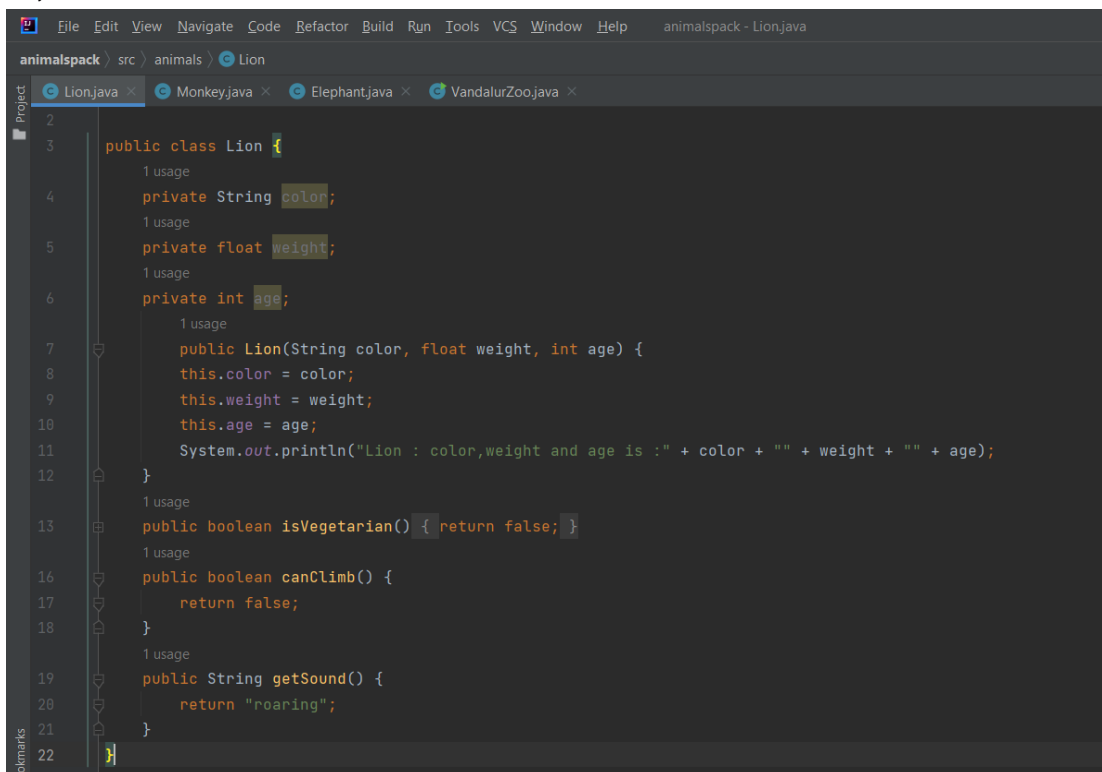 File Edit View Navigate Code Refactor Build Run Tools VCS Window Help animalspack - Lion.java
animalspack 〉 src 〉 animals 〉 Lion
Project
Lion.java Monkey.java Elephant.java VandalurZoo.java
2
3 public class Lion {
1 usage
4 private String color;
1 usage
5 private float weight;
1 usage
6 private int age;
1 usage
7 public Lion(String color, float weight, int age) {
8 this.color = color;
9 this.weight = weight;
10 this.age = age;
11 System.out.println("Lion : color,weight and age is :" + color + "" + weight + "" + age);
12 }
1 usage
13 public boolean isVegetarian() { return false; }
1 usage
16 public boolean canClimb() {
17 return false;
18 }
1 usage
19 public String getSound() {
20 return "roaring";
21 }
22 }
okmarks